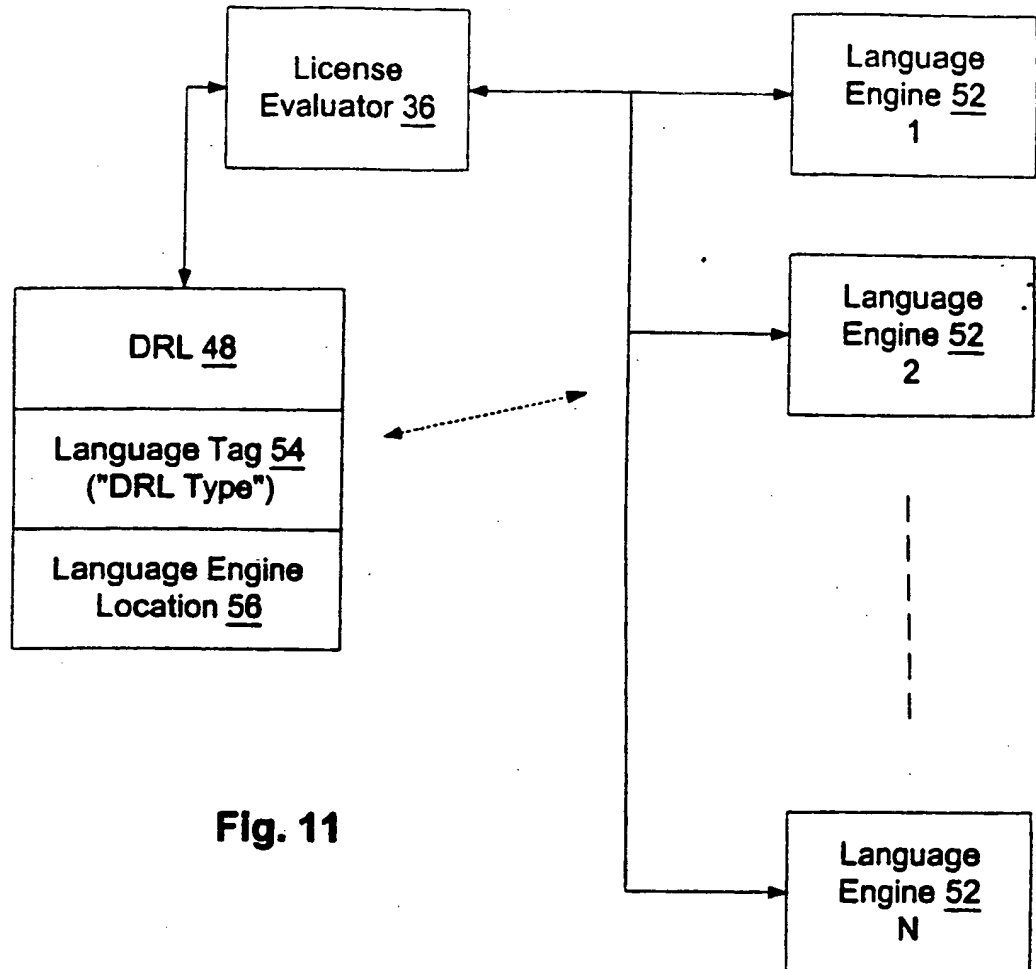 License
Evaluator 36
Language
Engine 52
1
DRL 48
Language Tag 54
("DRL Type")
Language Engine
Location 56
Language
Engine 52
2
Fig. 11
Language
Engine 52
N